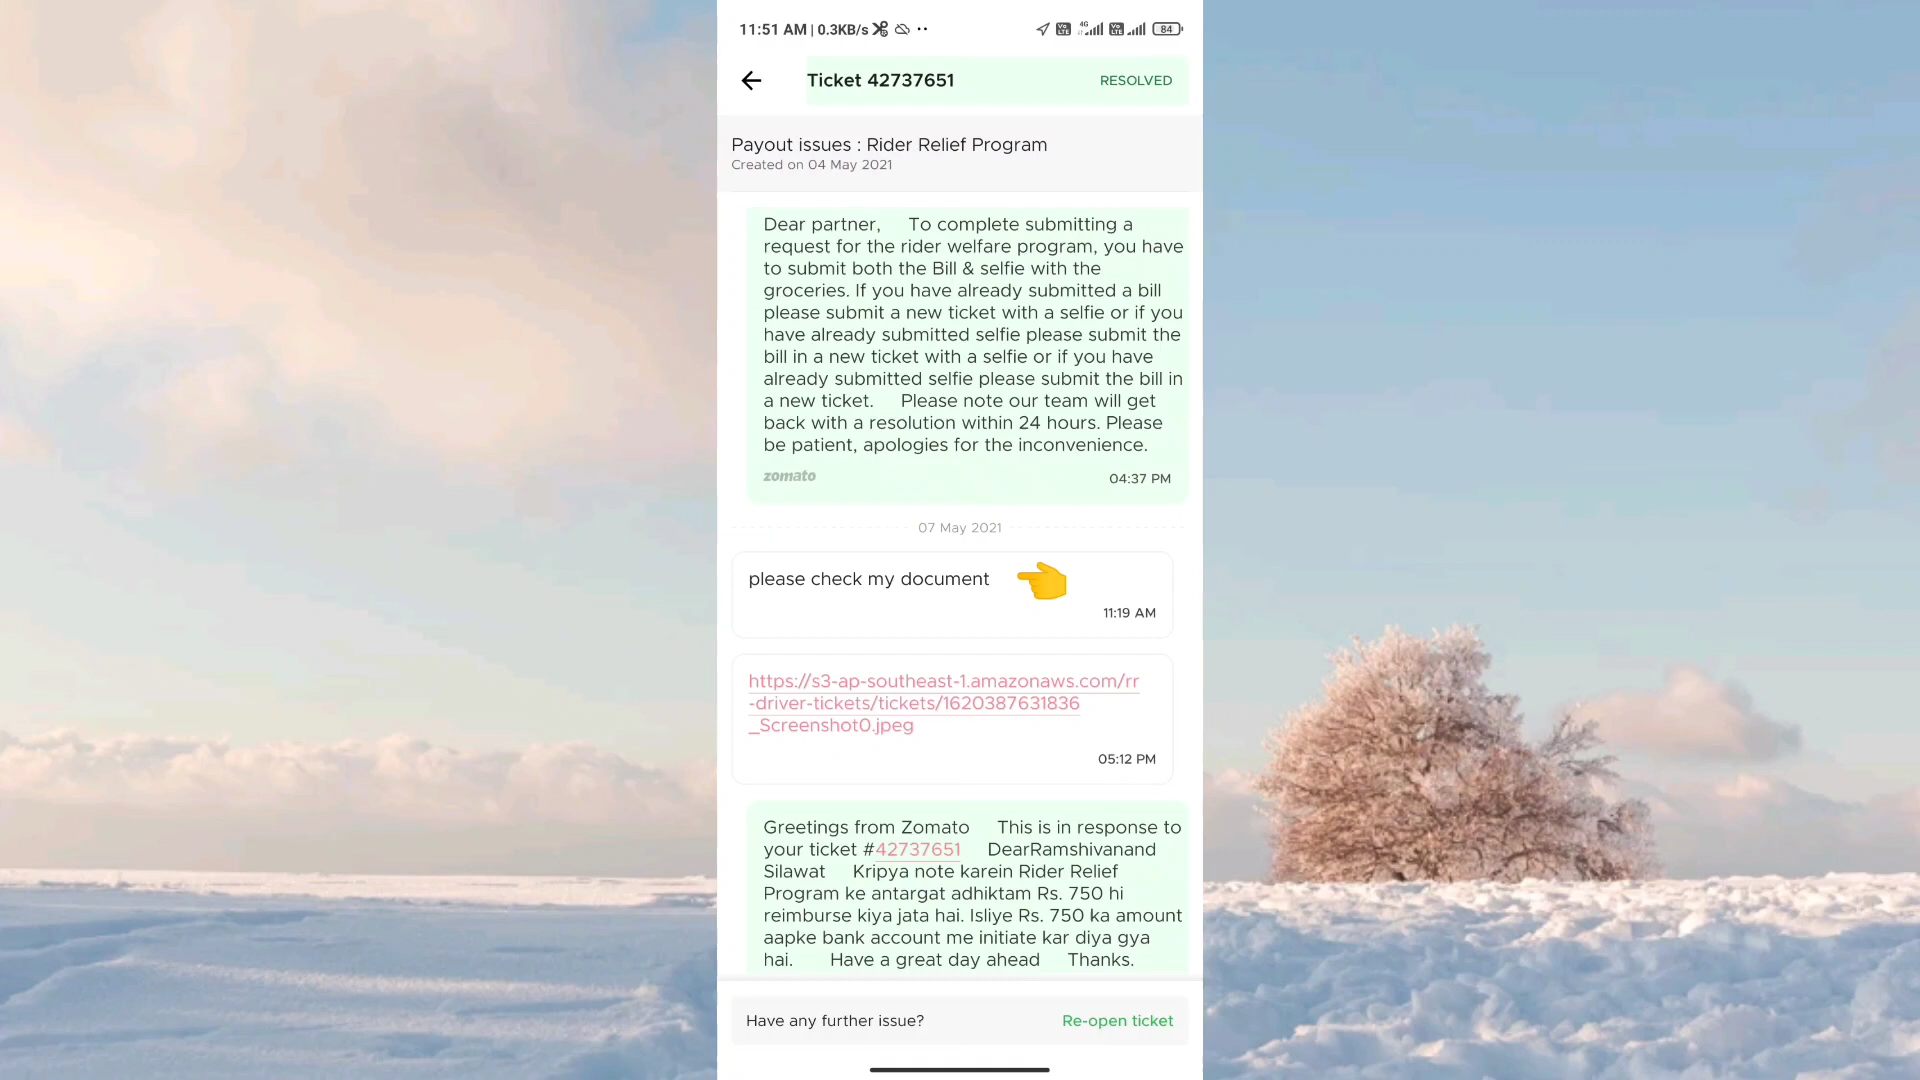 11:51 AM | 0.3KB/s
4G
84
Ticket 42737651
RESOLVED
Payout issues : Rider Relief Program
Created on 04 May 2021
Dear partner, To complete submitting a
request for the rider welfare program, you have
to submit both the Bill & selfie with the
groceries. If you have already submitted a bill
please submit a new ticket with a selfie or if you
have already submitted selfie please submit the
bill in a new ticket with a selfie or if you have
already submitted selfie please submit the bill in
a new ticket. Please note our team will get
back with a resolution within 24 hours. Please
be patient, apologies for the inconvenience.
zomato
04:37 PM
07 May 2021
please check my document
11:19 AM
https://s3-ap-southeast-1.amazonaws.com/rr
-driver-tickets/tickets/1620387631836
_Screenshot0.jpeg
05:12 PM
Greetings from Zomato This is in response to
your ticket #42737651 DearRamshivanand
Silawat Kripya note karein Rider Relief
Program ke antargat adhiktam Rs. 750 hi
reimburse kiya jata hai. Isliye Rs. 750 ka amount
aapke bank account me initiate kar diya gya
hai. Have a great day ahead Thanks.
Have any further issue?
Re-open ticket